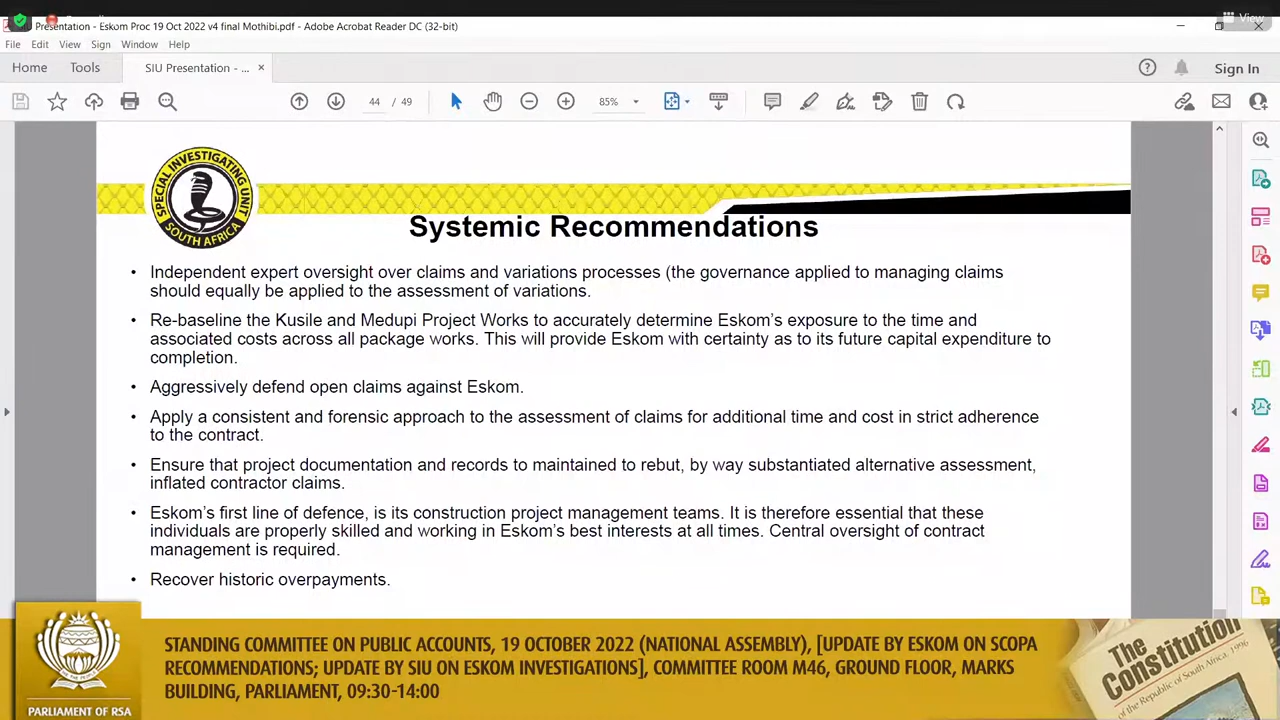 Presentation - Eskom Proc 19 Oct 2022 v4 final Mothibi.pdf - Adobe Acrobat Reader DC (32-bit)
View
File Edit View Sign Window Help
Home Tools SIU Presentation - ... × Sign In
44 / 49 85%
SPECIAL INVESTIGATING UNIT
SOUTH AFRICA
Systemic Recommendations
• Independent expert oversight over claims and variations processes (the governance applied to managing claims
should equally be applied to the assessment of variations.
• Re-baseline the Kusile and Medupi Project Works to accurately determine Eskom's exposure to the time and
associated costs across all package works. This will provide Eskom with certainty as to its future capital expenditure to
completion.
• Aggressively defend open claims against Eskom.
• Apply a consistent and forensic approach to the assessment of claims for additional time and cost in strict adherence
to the contract.
• Ensure that project documentation and records to maintained to rebut, by way substantiated alternative assessment,
inflated contractor claims.
• Eskom's first line of defence, is its construction project management teams. It is therefore essential that these
individuals are properly skilled and working in Eskom's best interests at all times. Central oversight of contract
management is required.
• Recover historic overpayments.
STANDING COMMITTEE ON PUBLIC ACCOUNTS, 19 OCTOBER 2022 (NATIONAL ASSEMBLY), [UPDATE BY ESKOM ON SCOPA
RECOMMENDATIONS; UPDATE BY SIU ON ESKOM INVESTIGATIONS], COMMITTEE ROOM M46, GROUND FLOOR, MARKS
BUILDING, PARLIAMENT, 09:30-14:00
PARLIAMENT OF RSA
The
Constitution
of the Republic of South Africa, 1996